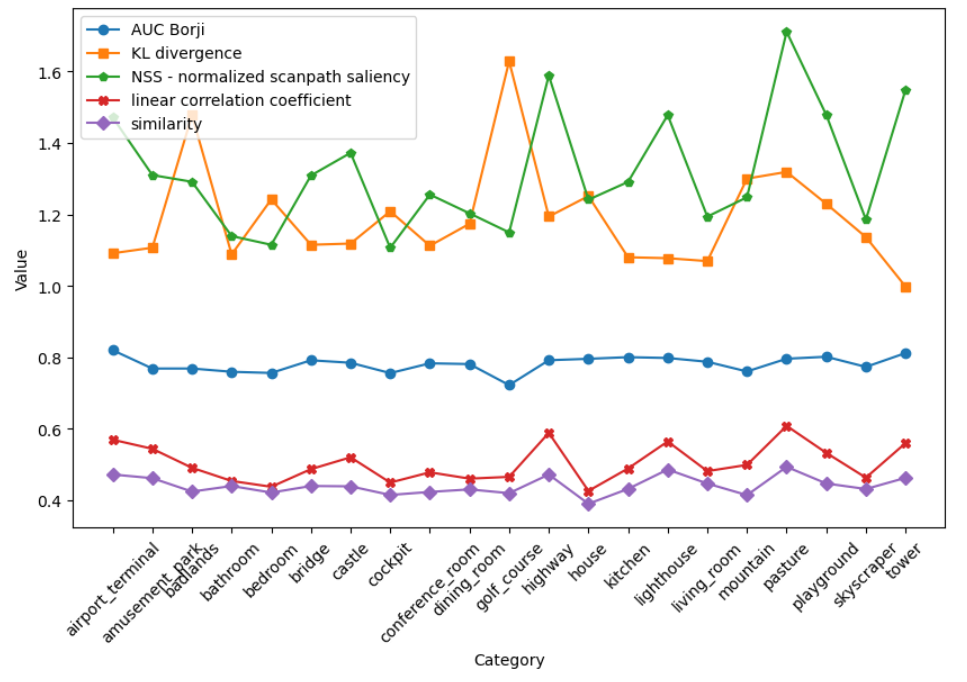 AUC Borji
KL divergence
NSS - normalized scanpath saliency
linear correlation coefficient
similarity
Value
1.6
1.4
1.2
1.0
0.8
0.6
0.4
airport_terminal
amusement_park
badlands
bathroom
bedroom
bridge
castle
cockpit
conference_room
dining_room
golf_course
highway
house
kitchen
lighthouse
living_room
mountain
pasture
playground
skyscraper
tower
Category